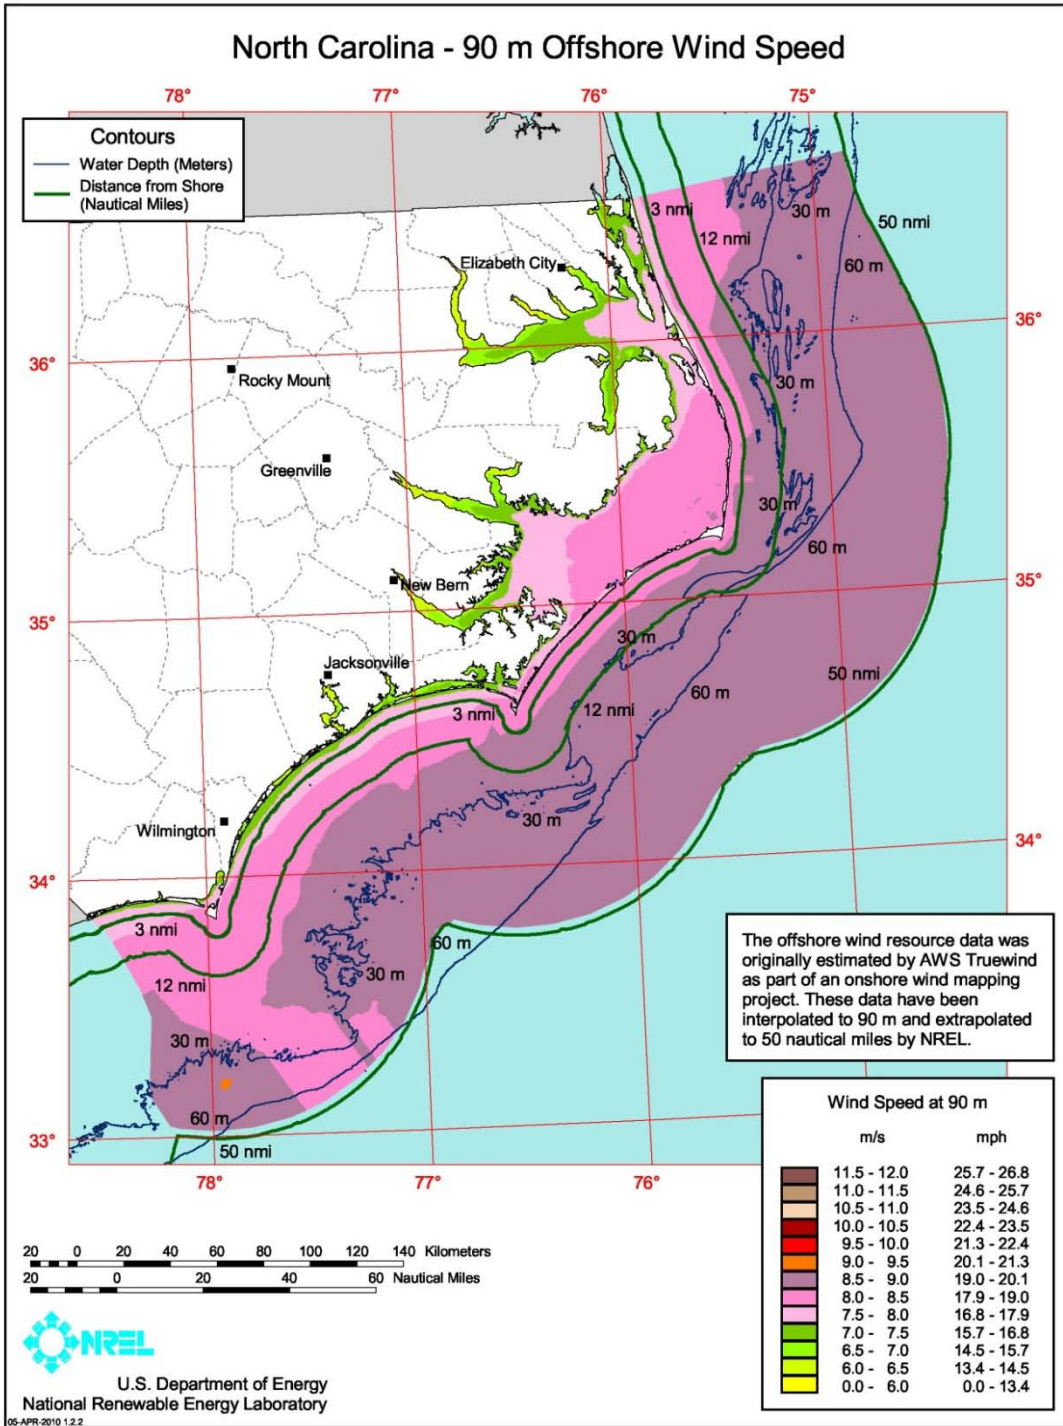 North Carolina - 90 m Offshore Wind Speed
78°
77°
76°
75°
Contours
Water Depth (Meters)
Distance from Shore
(Nautical Miles)
3 nmi
12 nmi
30 m
50 nmi
60 m
Elizabeth City
36°
36°
Rocky Mount
30 m
Greenville
30 m
60 m
New Bern
35°
35°
30 m
Jacksonville
60 m
50 nmi
3 nmi
12 nmi
30 m
Wilmington
34°
34°
3 nmi
60 m
30 m
12 nmi
30 m
60 m
50 nmi
33°
78°
77°
76°
The offshore wind resource data was
originally estimated by AWS Truewind
as part of an onshore wind mapping
project. These data have been
interpolated to 90 m and extrapolated
to 50 nautical miles by NREL.
Wind Speed at 90 m
m/s mph
11.5 - 12.0 25.7 - 26.8
11.0 - 11.5 24.6 - 25.7
10.5 - 11.0 23.5 - 24.6
10.0 - 10.5 22.4 - 23.5
9.5 - 10.0 21.3 - 22.4
9.0 - 9.5 20.1 - 21.3
8.5 - 9.0 19.0 - 20.1
8.0 - 8.5 17.9 - 19.0
7.5 - 8.0 16.8 - 17.9
7.0 - 7.5 15.7 - 16.8
6.5 - 7.0 14.5 - 15.7
6.0 - 6.5 13.4 - 14.5
0.0 - 6.0 0.0 - 13.4
20 0 20 40 60 80 100 120 140 Kilometers
20 0 20 40 60 Nautical Miles
NREL
U.S. Department of Energy
National Renewable Energy Laboratory
05-APR-2010 1.2.2